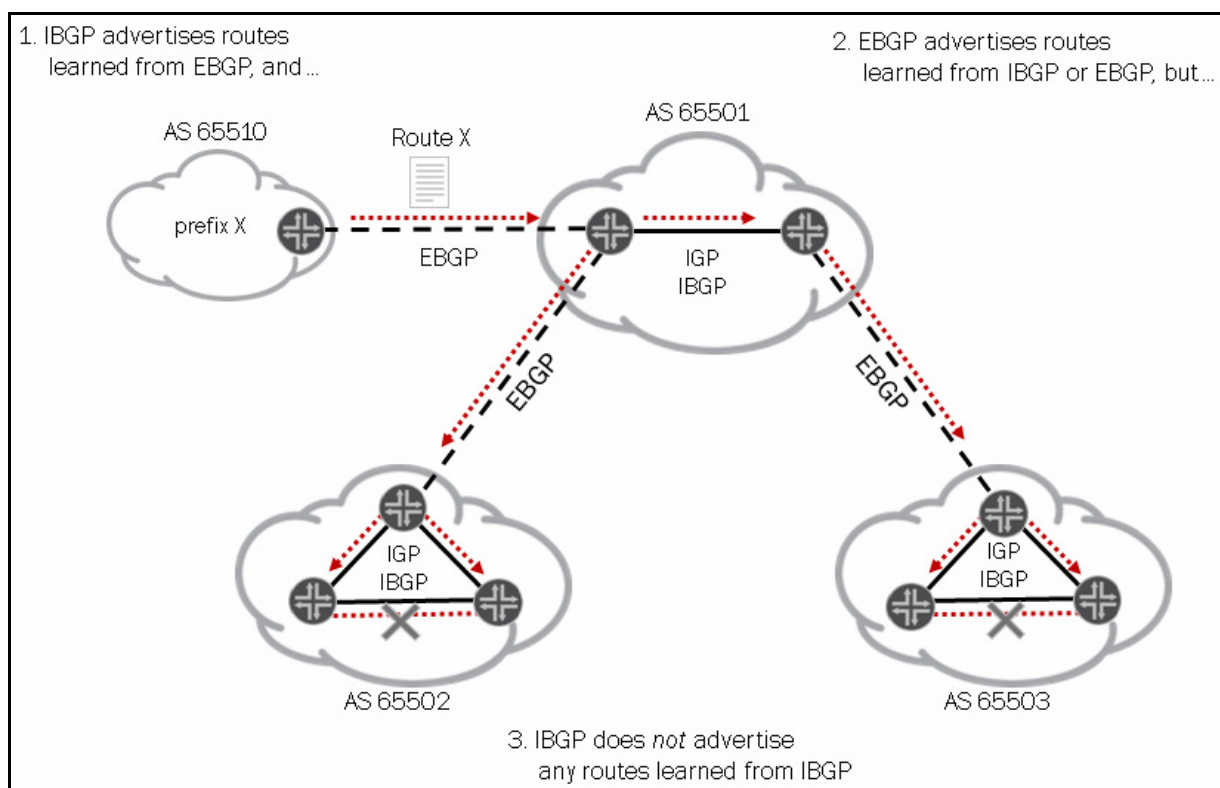 1. IBGP advertises routes
learned from EBGP, and ...
2. EBGP advertises routes
learned from IBGP or EBGP, but ...
AS 65510
Route X
AS 65501
prefix X
EBGP
IGP
IBGP
EBGP
EBGP
IGP
IBGP
IGP
IBGP
AS 65502
AS 65503
3. IBGP does not advertise
any routes learned from IBGP